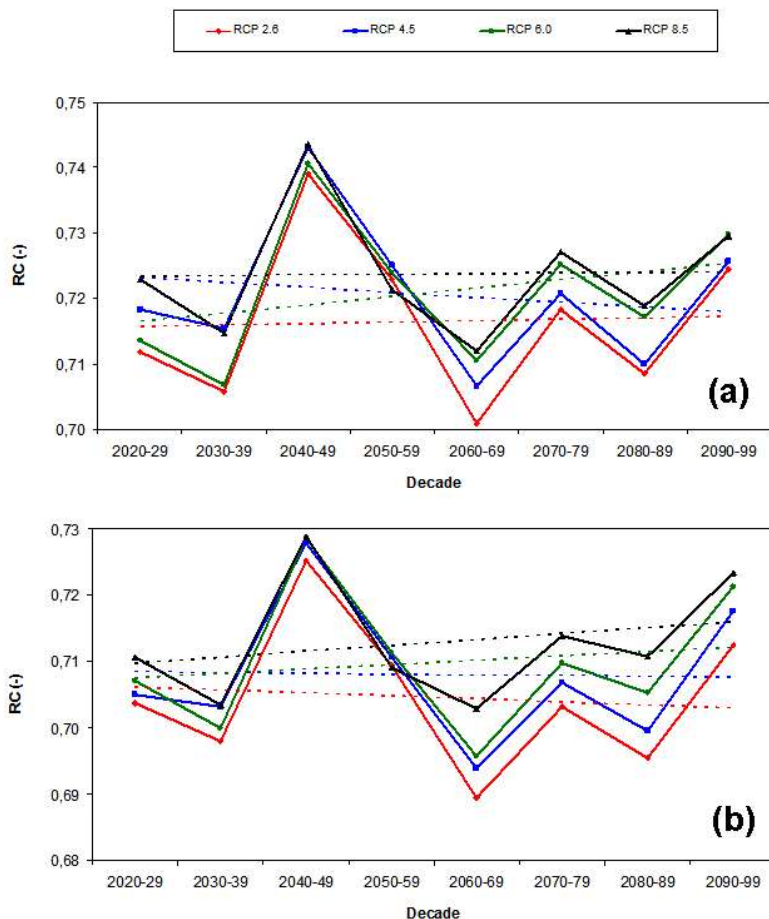 RCP 2.6 RCP 4.5 RCP 6.0 RCP 8.5
0,75
0,74
0,73
0,72
0,71
0,70
RC (-)
2020-29 2030-39 2040-49 2050-59 2060-69 2070-79 2080-89 2090-99
Decade
(a)
0,73
0,72
0,71
0,70
0,69
0,68
RC (-)
2020-29 2030-39 2040-49 2050-59 2060-69 2070-79 2080-89 2090-99
Decade
(b)